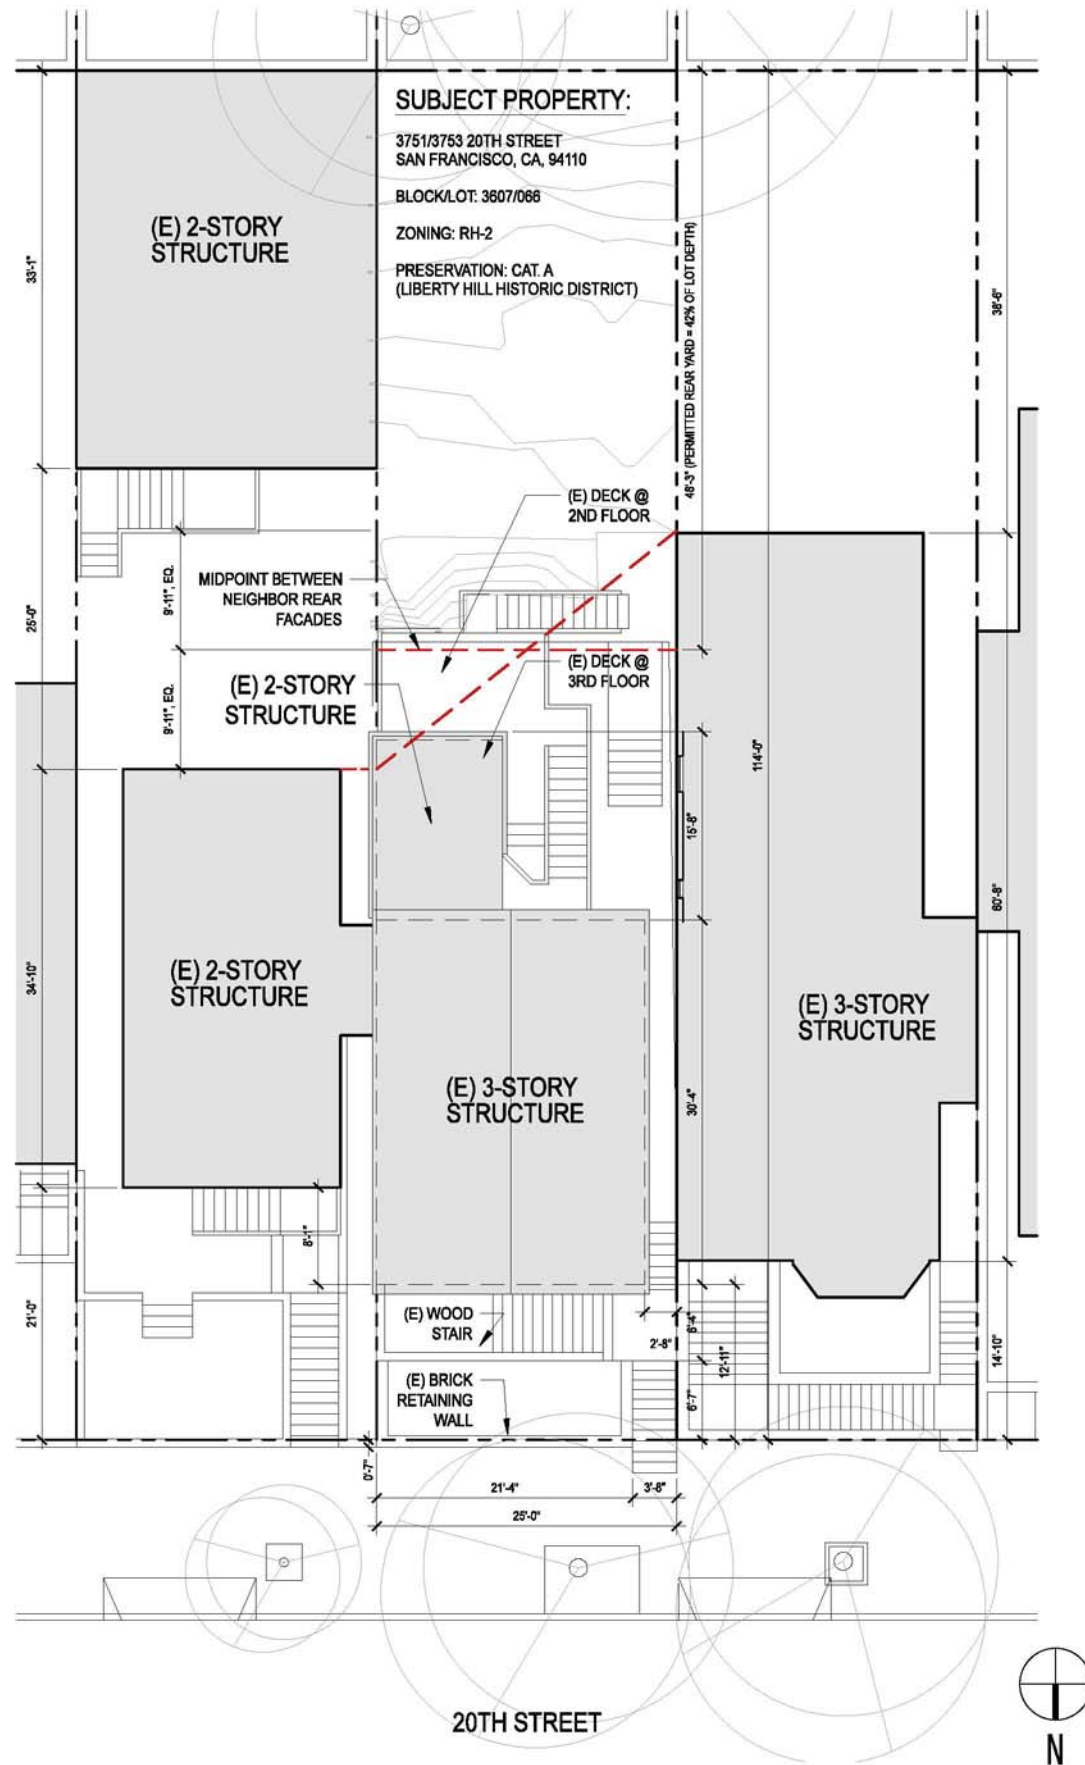 SUBJECT PROPERTY:
3751/3753 20TH STREET
SAN FRANCISCO, CA, 94110
BLOCK/LOT: 3607/066
ZONING: RH-2
PRESERVATION: CAT. A
(LIBERTY HILL HISTORIC DISTRICT)
(E) 2-STORY
STRUCTURE
33'-1"
48'-3" (PERMITTED REAR YARD = 42% OF LOT DEPTH)
38'-6"
(E) DECK @
2ND FLOOR
MIDPOINT BETWEEN
NEIGHBOR REAR
FACADES
9'-11", EQ.
25'-0"
9'-11", EQ.
(E) DECK @
3RD FLOOR
(E) 2-STORY
STRUCTURE
114'-0"
15'-8"
60'-8"
34'-10"
(E) 2-STORY
STRUCTURE
(E) 3-STORY
STRUCTURE
(E) 3-STORY
STRUCTURE
30'-4"
8'-1"
21'-0"
(E) WOOD
STAIR
2'-8"
6'-4"
12'-11"
14'-10"
(E) BRICK
RETAINING
WALL
6'-7"
0'-7"
21'-4"
3'-8"
25'-0"
20TH STREET
N